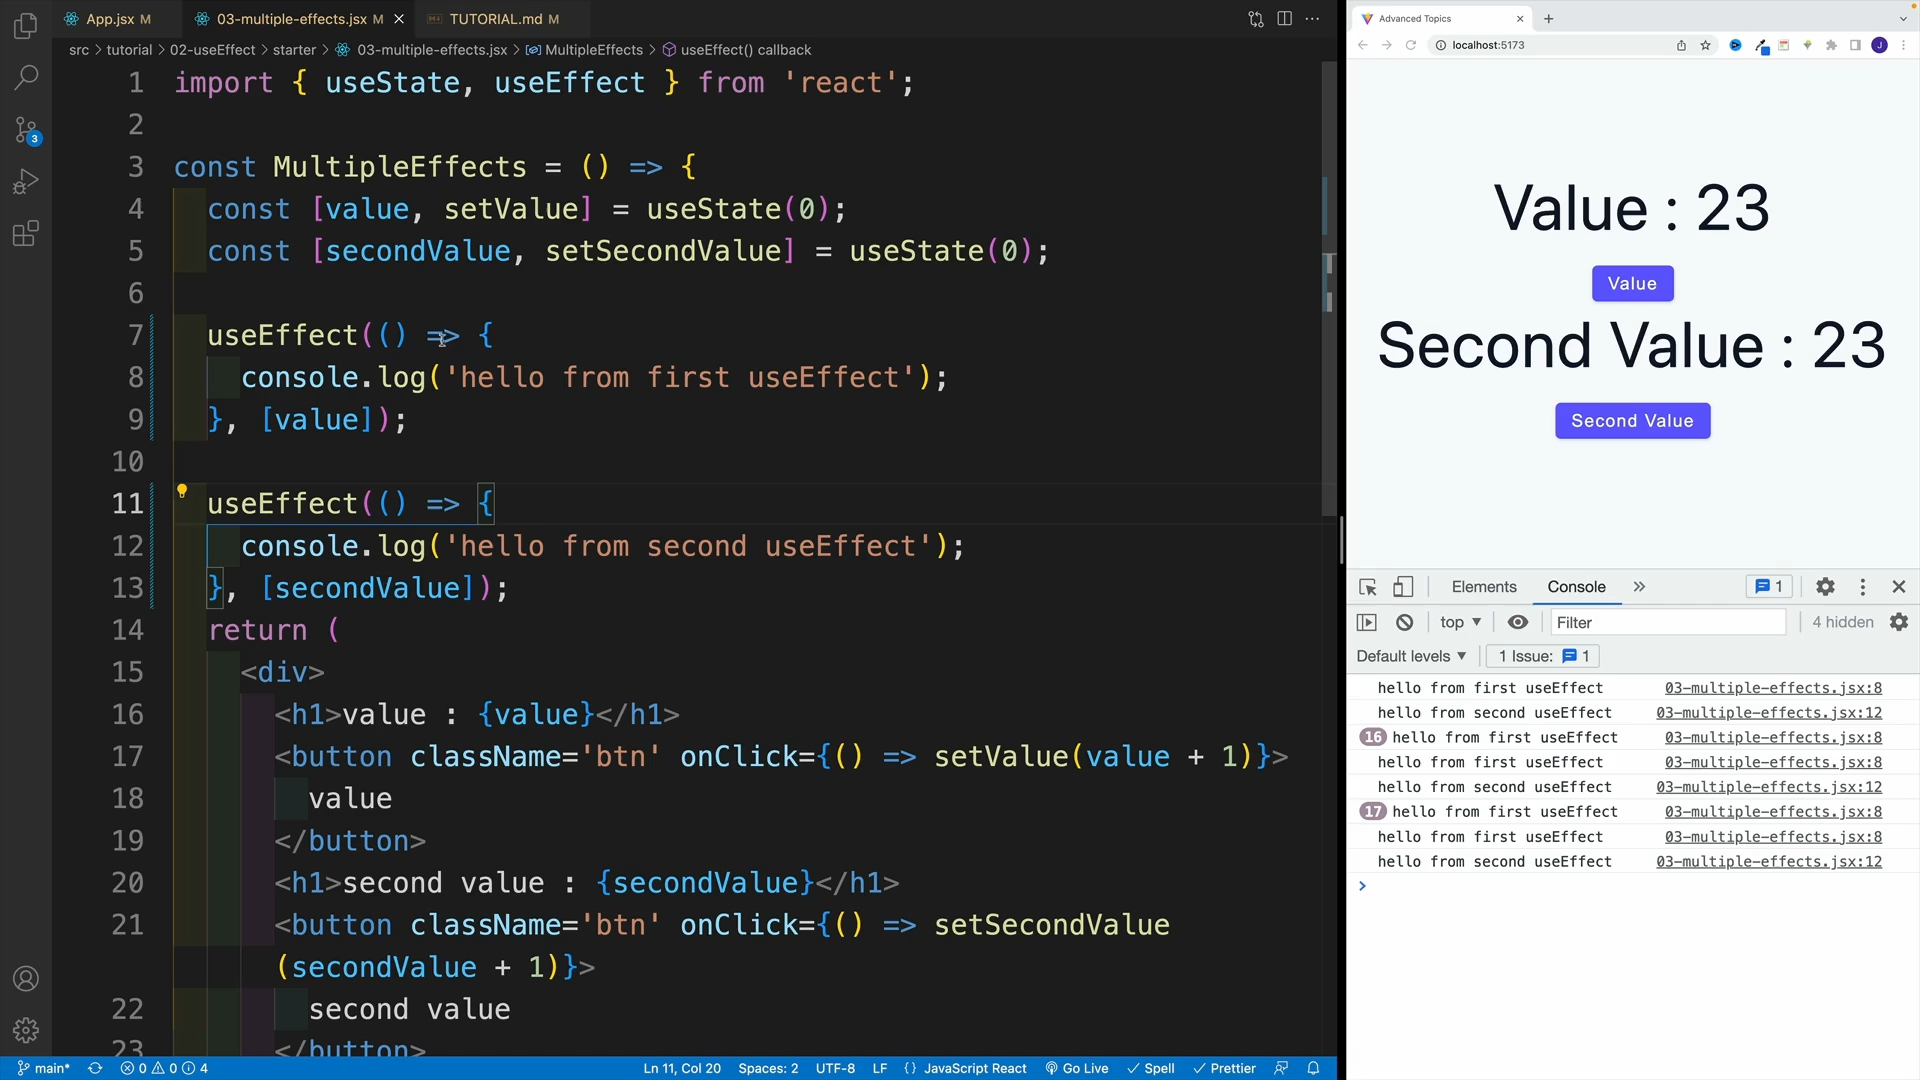 App.jsx M
03-multiple-effects.jsx M
TUTORIAL.md M
src > tutorial > 02-useEffect > starter > 03-multiple-effects.jsx > MultipleEffects > useEffect() callback
1 import { useState, useEffect } from 'react';
2
3 const MultipleEffects = () => {
4 const [value, setValue] = useState(0);
5 const [secondValue, setSecondValue] = useState(0);
6
7 useEffect(() => {
8 console.log('hello from first useEffect');
9 }, [value]);
10
11 useEffect(() => {
12 console.log('hello from second useEffect');
13 }, [secondValue]);
14 return (
15 <div>
16 <h1>value : {value}</h1>
17 <button className='btn' onClick={() => setValue(value + 1)}>
18 value
19 </button>
20 <h1>second value : {secondValue}</h1>
21 <button className='btn' onClick={() => setSecondValue
(secondValue + 1)}>
22 second value
23 </button>
3
main* 0 0 4
Ln 11, Col 20 Spaces: 2 UTF-8 LF {} JavaScript React Go Live Spell Prettier
Advanced Topics
localhost:5173
J
Value : 23
Value
Second Value : 23
Second Value
Elements Console 1
top Filter 4 hidden
Default levels 1 Issue: 1
hello from first useEffect 03-multiple-effects.jsx:8
hello from second useEffect 03-multiple-effects.jsx:12
16 hello from first useEffect 03-multiple-effects.jsx:8
hello from first useEffect 03-multiple-effects.jsx:8
hello from second useEffect 03-multiple-effects.jsx:12
17 hello from first useEffect 03-multiple-effects.jsx:8
hello from first useEffect 03-multiple-effects.jsx:8
hello from second useEffect 03-multiple-effects.jsx:12